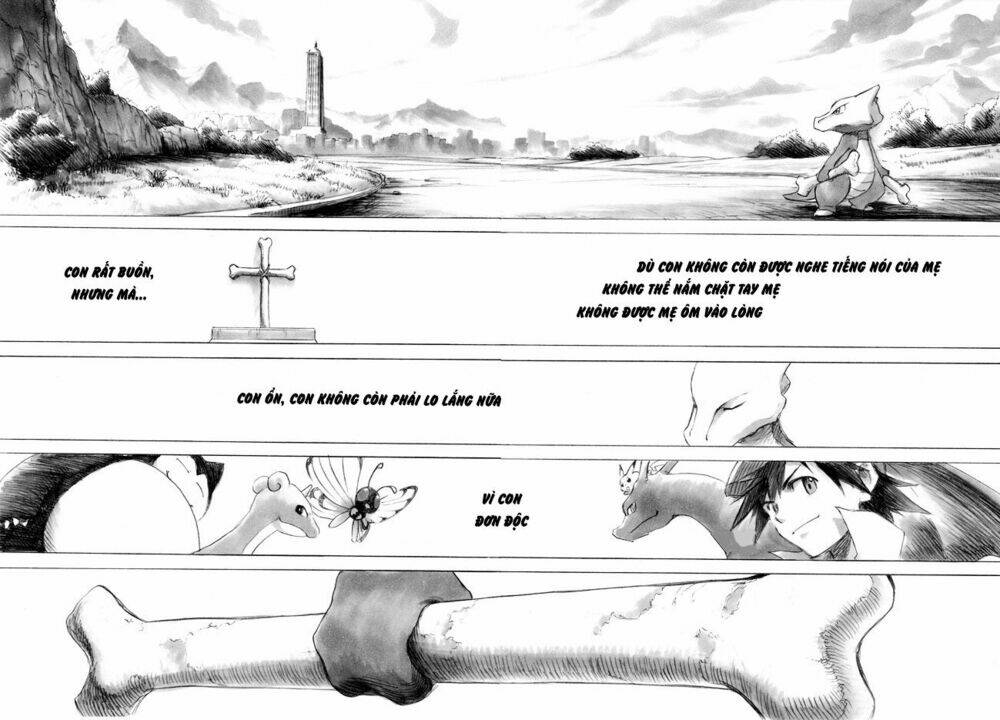 DÙ CON KHÔNG CÒN ĐƯỢC NGHE TIẾNG NÓI CỦA MẸ
KHÔNG THỂ NẮM CHẶT TAY MẸ
KHÔNG ĐƯỢC MẸ ÔM VÀO LÒNG
CON RẤT BUỒN,
NHƯNG MÀ...
CON ỔN, CON KHÔNG CÒN PHẢI LO LẮNG NỮA
VÌ CON
ĐƠN ĐỘC